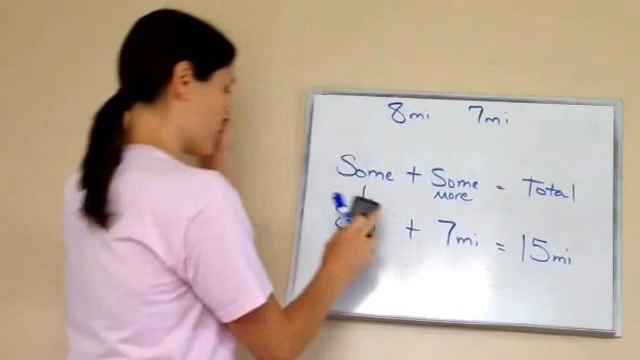 8mi 7mi
Some + Some = Total
more
+ 7mi = 15mi